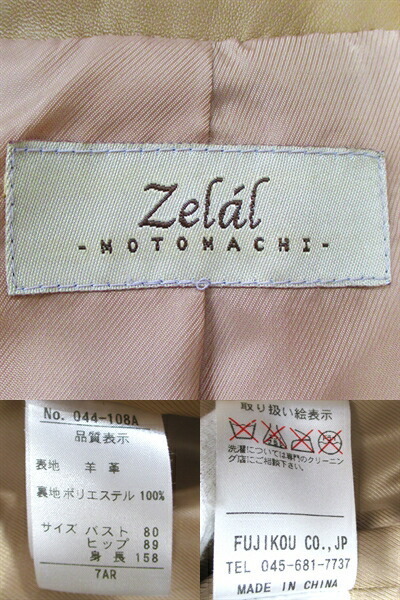 Zelál
-MOTOMACHI-
No. 044-108A
品質表示
表地 羊 革
裏地 ポリエステル 100%
サイズ バスト 80
ヒップ 89
身 長 158
7AR
取り扱い絵表示
洗濯については専門のクリーニン
グ店にご相談下さい。
FUJIKOU CO.,JP
TEL 045-681-7737
MADE IN CHINA